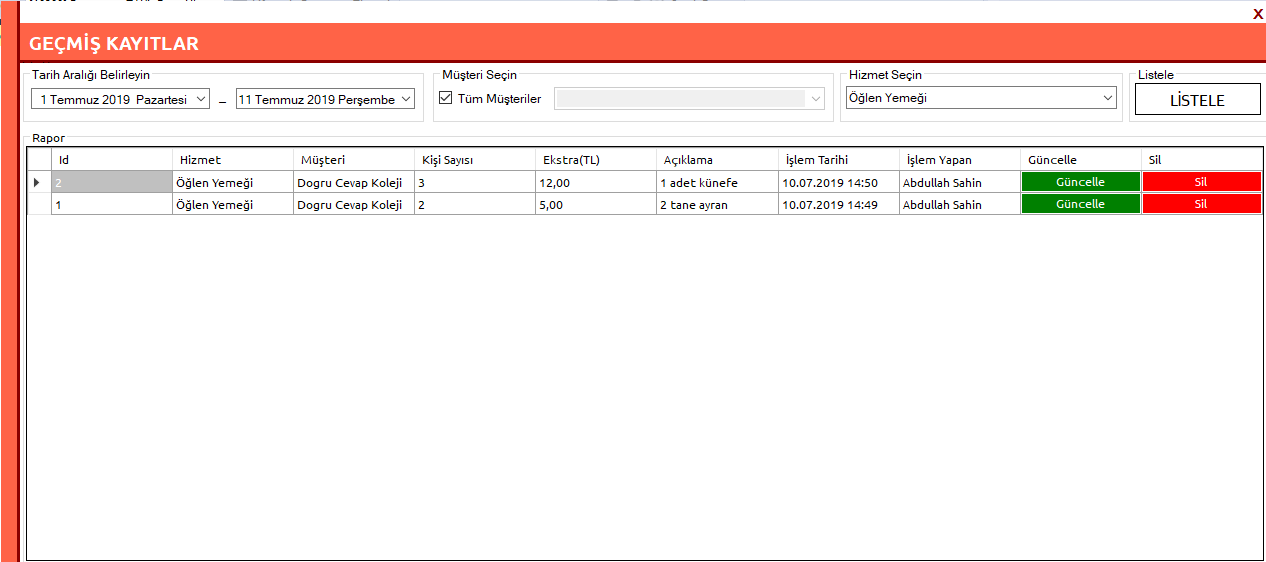 X
GEÇMİŞ KAYITLAR
Tarih Aralığı Belirleyin Müşteri Seçin Hizmet Seçin Listele
1 Temmuz 2019 Pazartesi – 11 Temmuz 2019 Perşembe Tüm Müşteriler Öğlen Yemeği LİSTELE
Rapor
Id Hizmet Müşteri Kişi Sayısı Ekstra(TL) Açıklama İşlem Tarihi İşlem Yapan Güncelle Sil
2 Öğlen Yemeği Dogru Cevap Koleji 3 12,00 1 adet künefe 10.07.2019 14:50 Abdullah Sahin Güncelle Sil
1 Öğlen Yemeği Dogru Cevap Koleji 2 5,00 2 tane ayran 10.07.2019 14:49 Abdullah Sahin Güncelle Sil